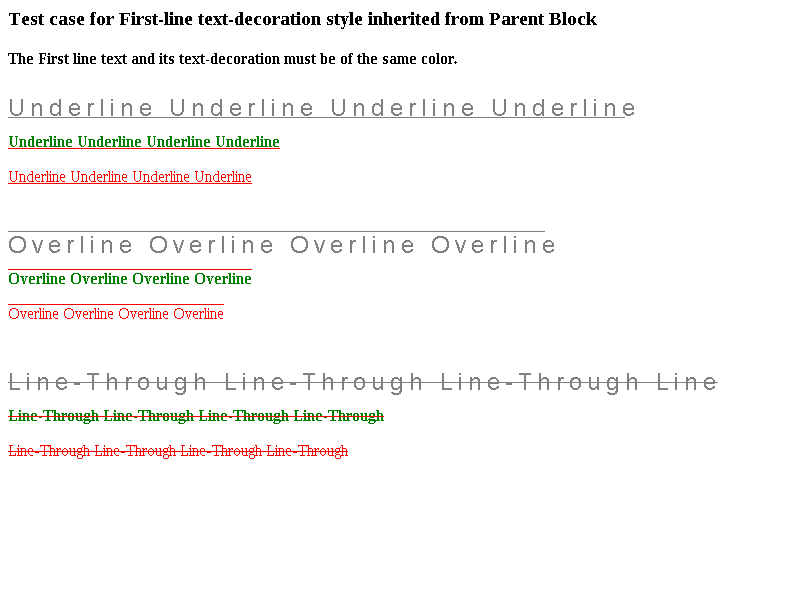 Test case for First-line text-decoration style inherited from Parent Block
The First line text and its text-decoration must be of the same color.
Underline Underline Underline Underline
Underline Underline Underline Underline
Underline Underline Underline Underline
Overline Overline Overline Overline
Overline Overline Overline Overline
Overline Overline Overline Overline
Line-Through Line-Through Line-Through Line
Line-Through Line-Through Line-Through Line-Through
Line-Through Line-Through Line-Through Line-Through